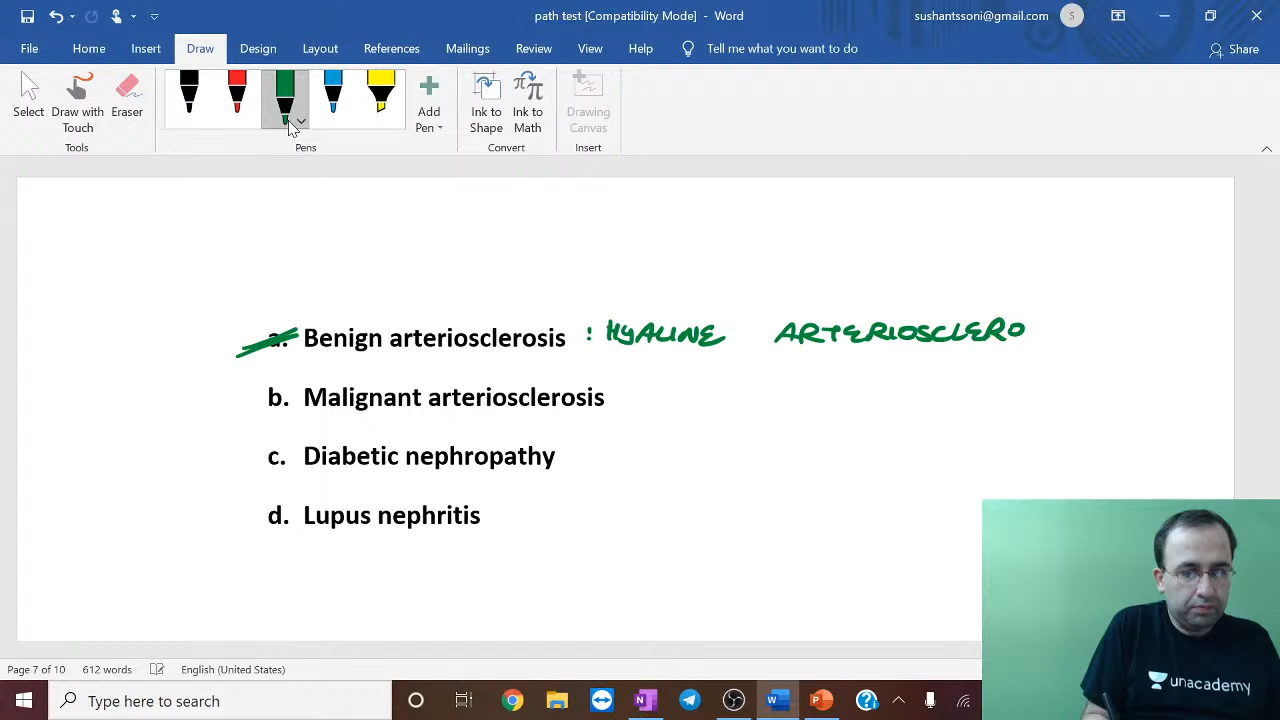 path test [Compatibility Mode] - Word
sushantssoni@gmail.com
S
File Home Insert Draw Design Layout References Mailings Review View Help Tell me what you want to do Share
Select Draw with Touch Eraser Add Pen Ink to Shape Ink to Math Drawing Canvas
Tools Pens Convert Insert
a. Benign arteriosclerosis : HYALINE ARTERIOSCLERO
b. Malignant arteriosclerosis
c. Diabetic nephropathy
d. Lupus nephritis
unacademy
Page 7 of 10 612 words English (United States)
Type here to search